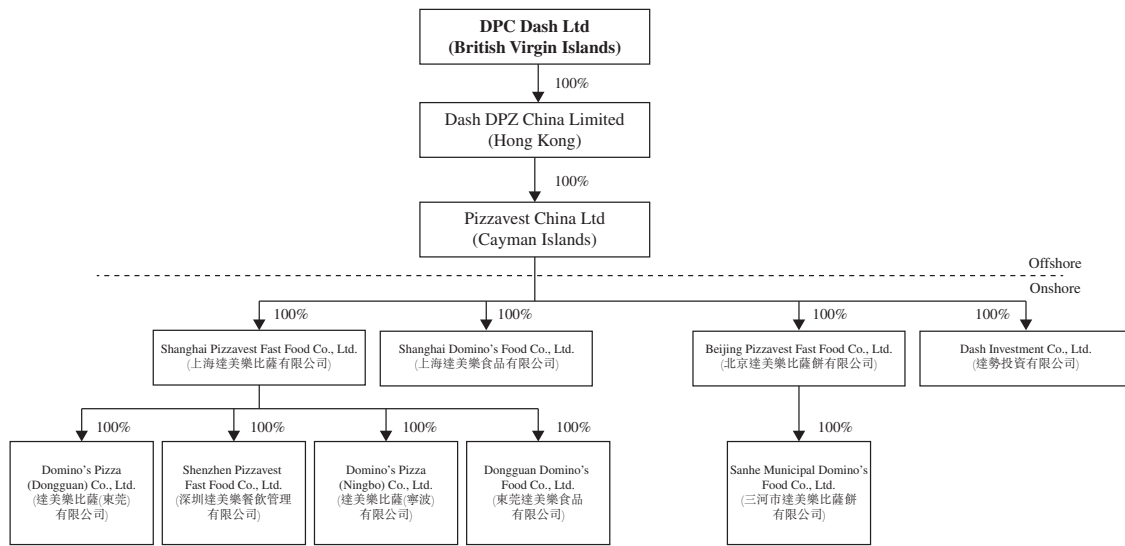 DPC Dash Ltd
(British Virgin Islands)
100%
Dash DPZ China Limited
(Hong Kong)
100%
Pizzavest China Ltd
(Cayman Islands)
Offshore
Onshore
100%
100%
100%
100%
Shanghai Pizzavest Fast Food Co., Ltd.
(上海達美樂比薩有限公司)
Shanghai Domino’s Food Co., Ltd.
(上海達美樂食品有限公司)
Beijing Pizzavest Fast Food Co., Ltd.
(北京達美樂比薩餅有限公司)
Dash Investment Co., Ltd.
(達勢投資有限公司)
100%
100%
100%
100%
100%
Domino’s Pizza
(Dongguan) Co., Ltd.
(達美樂比薩(東莞)
有限公司)
Shenzhen Pizzavest
Fast Food Co., Ltd.
(深圳達美樂餐飲管理
有限公司)
Domino’s Pizza
(Ningbo) Co., Ltd.
(達美樂比薩(寧波)
有限公司)
Dongguan Domino’s
Food Co., Ltd.
(東莞達美樂食品
有限公司)
Sanhe Municipal Domino’s
Food Co., Ltd.
(三河市達美樂比薩餅
有限公司)